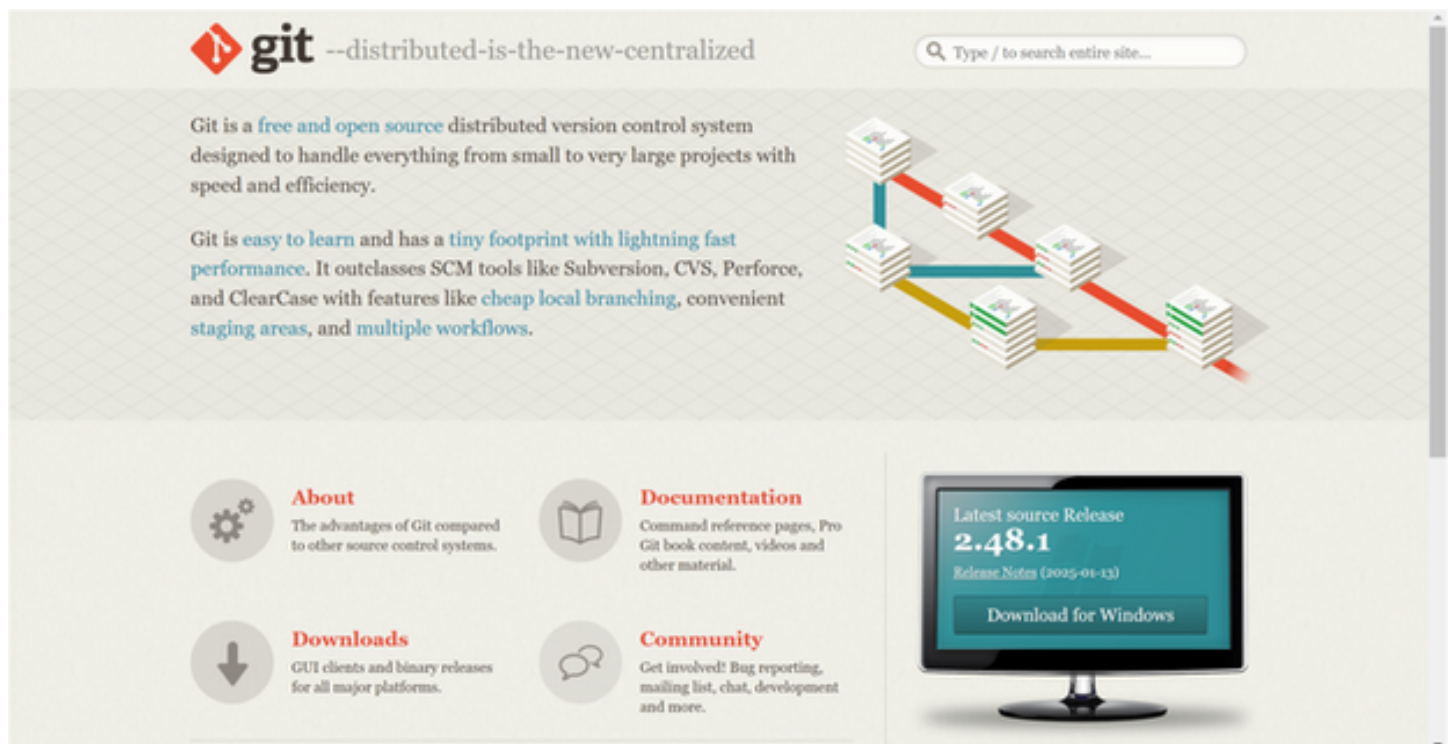 git --distributed-is-the-new-centralized
Type / to search entire site...
Git is a free and open source distributed version control system
designed to handle everything from small to very large projects with
speed and efficiency.
Git is easy to learn and has a tiny footprint with lightning fast
performance. It outclasses SCM tools like Subversion, CVS, Perforce,
and ClearCase with features like cheap local branching, convenient
staging areas, and multiple workflows.
About
The advantages of Git compared
to other source control systems.
Documentation
Command reference pages, Pro
Git book content, videos and
other material.
Downloads
GUI clients and binary releases
for all major platforms.
Community
Get involved! Bug reporting,
mailing list, chat, development
and more.
Latest source Release
2.48.1
Release Notes (2025-01-13)
Download for Windows